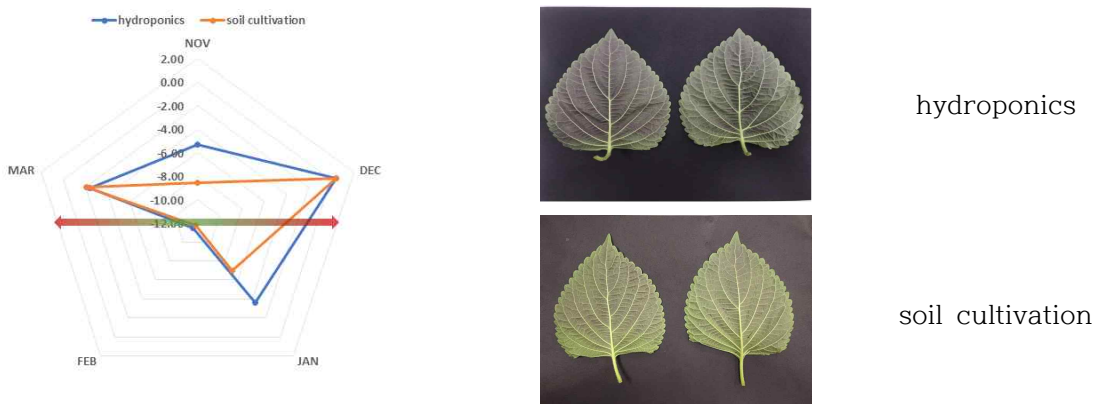 hydroponics soil cultivation
NOV
2.00
0.00
-2.00
-4.00
-6.00
-8.00
-10.00
-12.00
MAR
DEC
FEB
JAN
hydroponics
soil cultivation